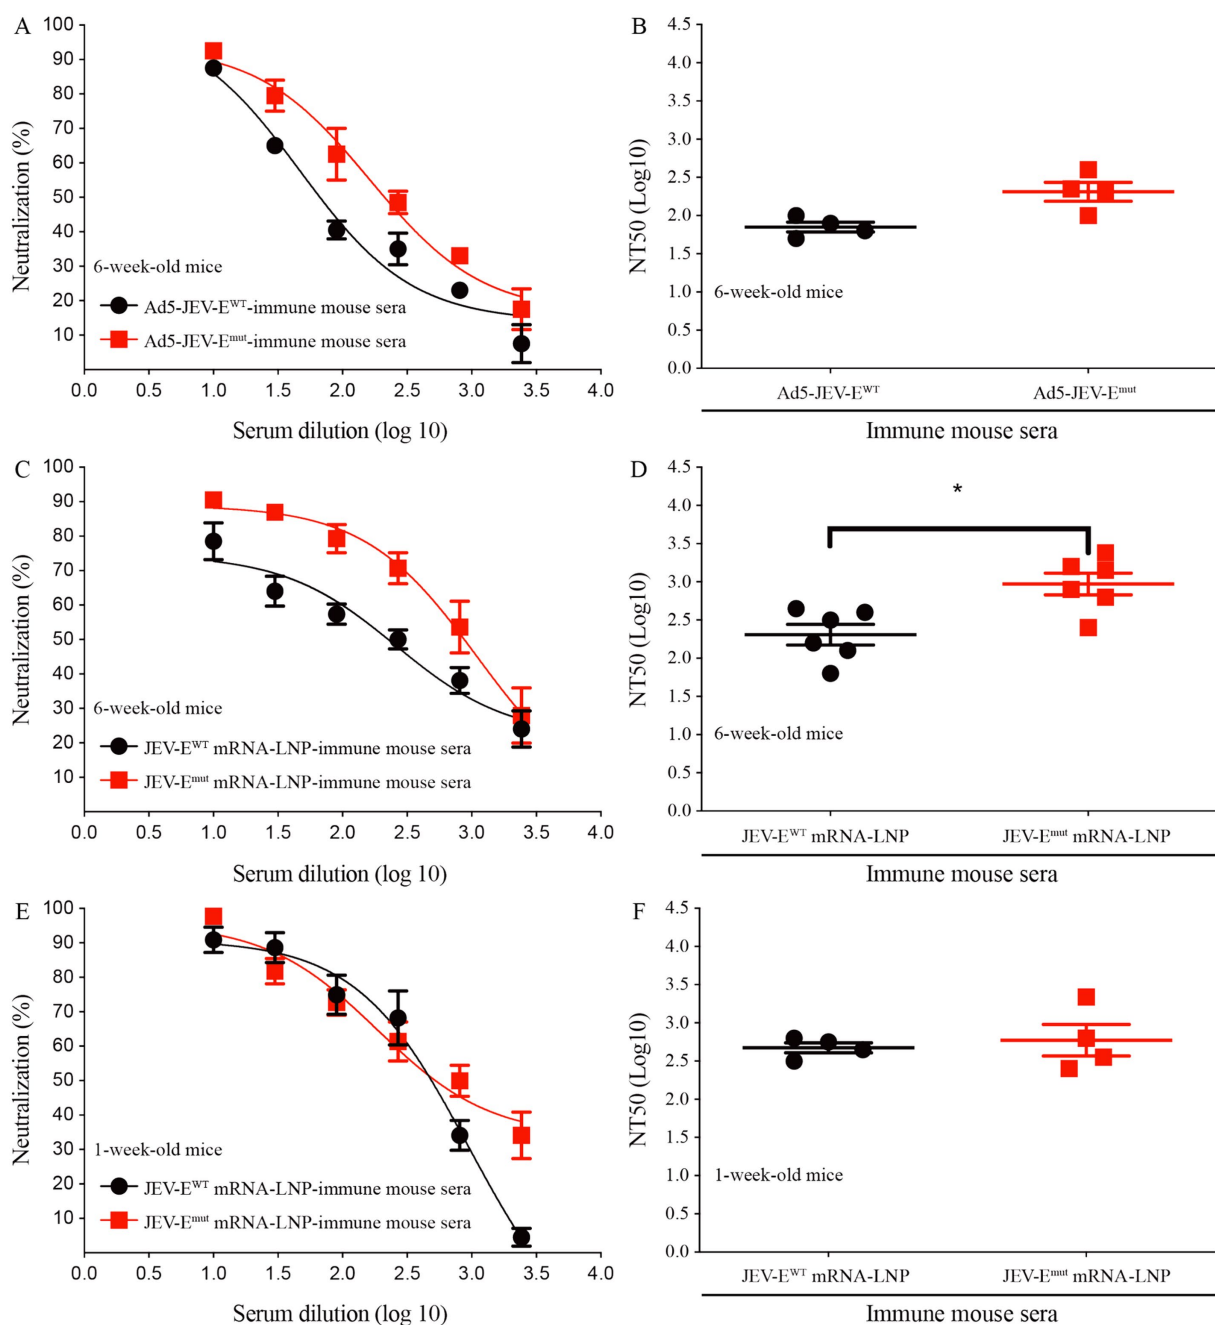 A
100
90
80
70
60
50
40
30
20
10
Neutralization (%)
6-week-old mice
Ad5-JEV-E^WT-immune mouse sera
Ad5-JEV-E^mut-immune mouse sera
0.0 0.5 1.0 1.5 2.0 2.5 3.0 3.5 4.0
Serum dilution (log 10)
B
4.5
4.0
3.5
3.0
2.5
2.0
1.5
1.0
0.5
0.0
NT50 (Log10)
6-week-old mice
Ad5-JEV-E^WT Ad5-JEV-E^mut
Immune mouse sera
C
100
90
80
70
60
50
40
30
20
10
Neutralization (%)
6-week-old mice
JEV-E^WT mRNA-LNP-immune mouse sera
JEV-E^mut mRNA-LNP-immune mouse sera
0.0 0.5 1.0 1.5 2.0 2.5 3.0 3.5 4.0
Serum dilution (log 10)
D
4.5
4.0
3.5
3.0
2.5
2.0
1.5
1.0
0.5
0.0
NT50 (Log10)
*
6-week-old mice
JEV-E^WT mRNA-LNP JEV-E^mut mRNA-LNP
Immune mouse sera
E
100
90
80
70
60
50
40
30
20
10
Neutralization (%)
1-week-old mice
JEV-E^WT mRNA-LNP-immune mouse sera
JEV-E^mut mRNA-LNP-immune mouse sera
0.0 0.5 1.0 1.5 2.0 2.5 3.0 3.5 4.0
Serum dilution (log 10)
F
4.5
4.0
3.5
3.0
2.5
2.0
1.5
1.0
0.5
0.0
NT50 (Log10)
1-week-old mice
JEV-E^WT mRNA-LNP JEV-E^mut mRNA-LNP
Immune mouse sera